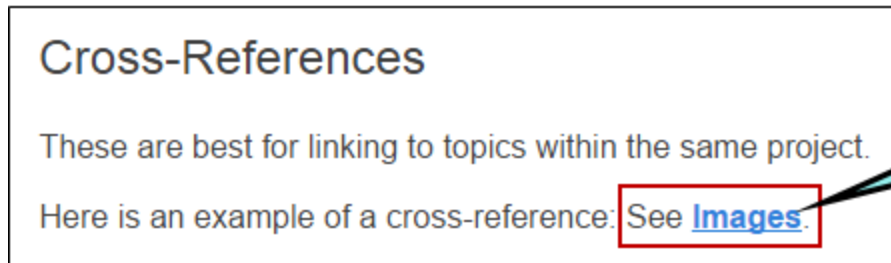 Cross-References
These are best for linking to topics within the same project.
Here is an example of a cross-reference: See Images.